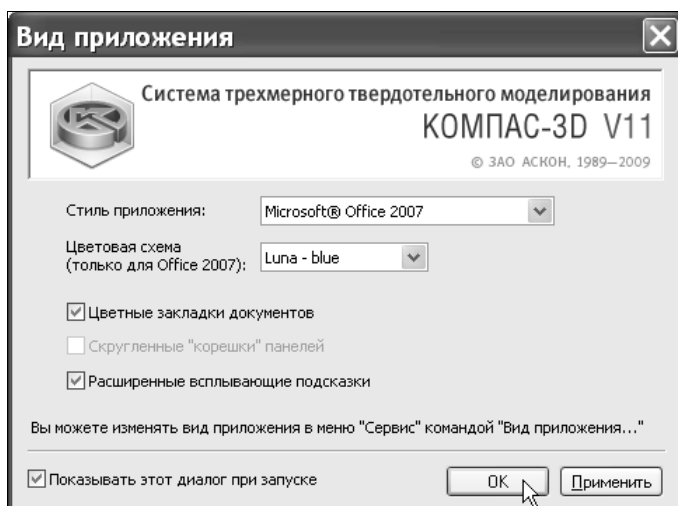 Вид приложения
Система трехмерного твердотельного моделирования
КОМПАС-3D V11
© ЗАО АСКОН, 1989—2009
Стиль приложения: Microsoft® Office 2007
Цветовая схема
(только для Office 2007): Luna - blue
Цветные закладки документов
Скругленные "корешки" панелей
Расширенные всплывающие подсказки
Вы можете изменять вид приложения в меню "Сервис" командой "Вид приложения..."
Показывать этот диалог при запуске OK Применить